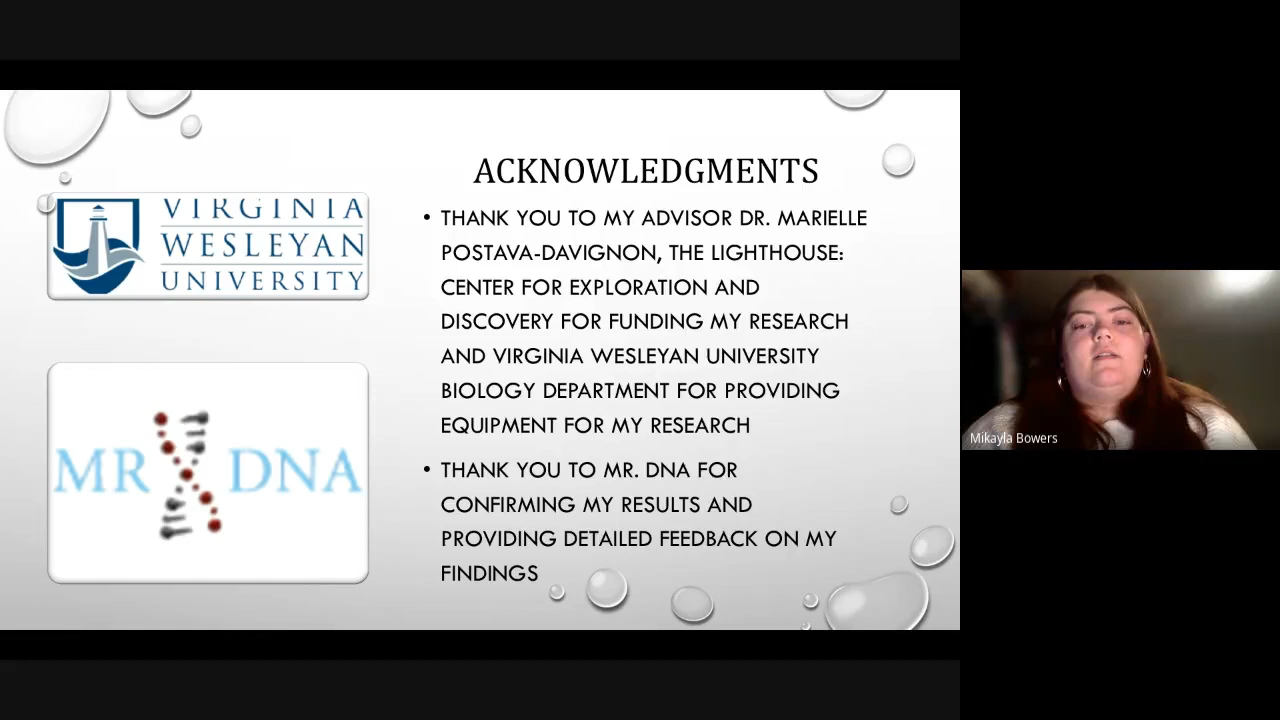 VIRGINIA
WESLEYAN
UNIVERSITY
MR DNA
ACKNOWLEDGMENTS
• THANK YOU TO MY ADVISOR DR. MARIELLE
POSTAVA-DAVIGNON, THE LIGHTHOUSE:
CENTER FOR EXPLORATION AND
DISCOVERY FOR FUNDING MY RESEARCH
AND VIRGINIA WESLEYAN UNIVERSITY
BIOLOGY DEPARTMENT FOR PROVIDING
EQUIPMENT FOR MY RESEARCH
• THANK YOU TO MR. DNA FOR
CONFIRMING MY RESULTS AND
PROVIDING DETAILED FEEDBACK ON MY
FINDINGS
Mikayla Bowers